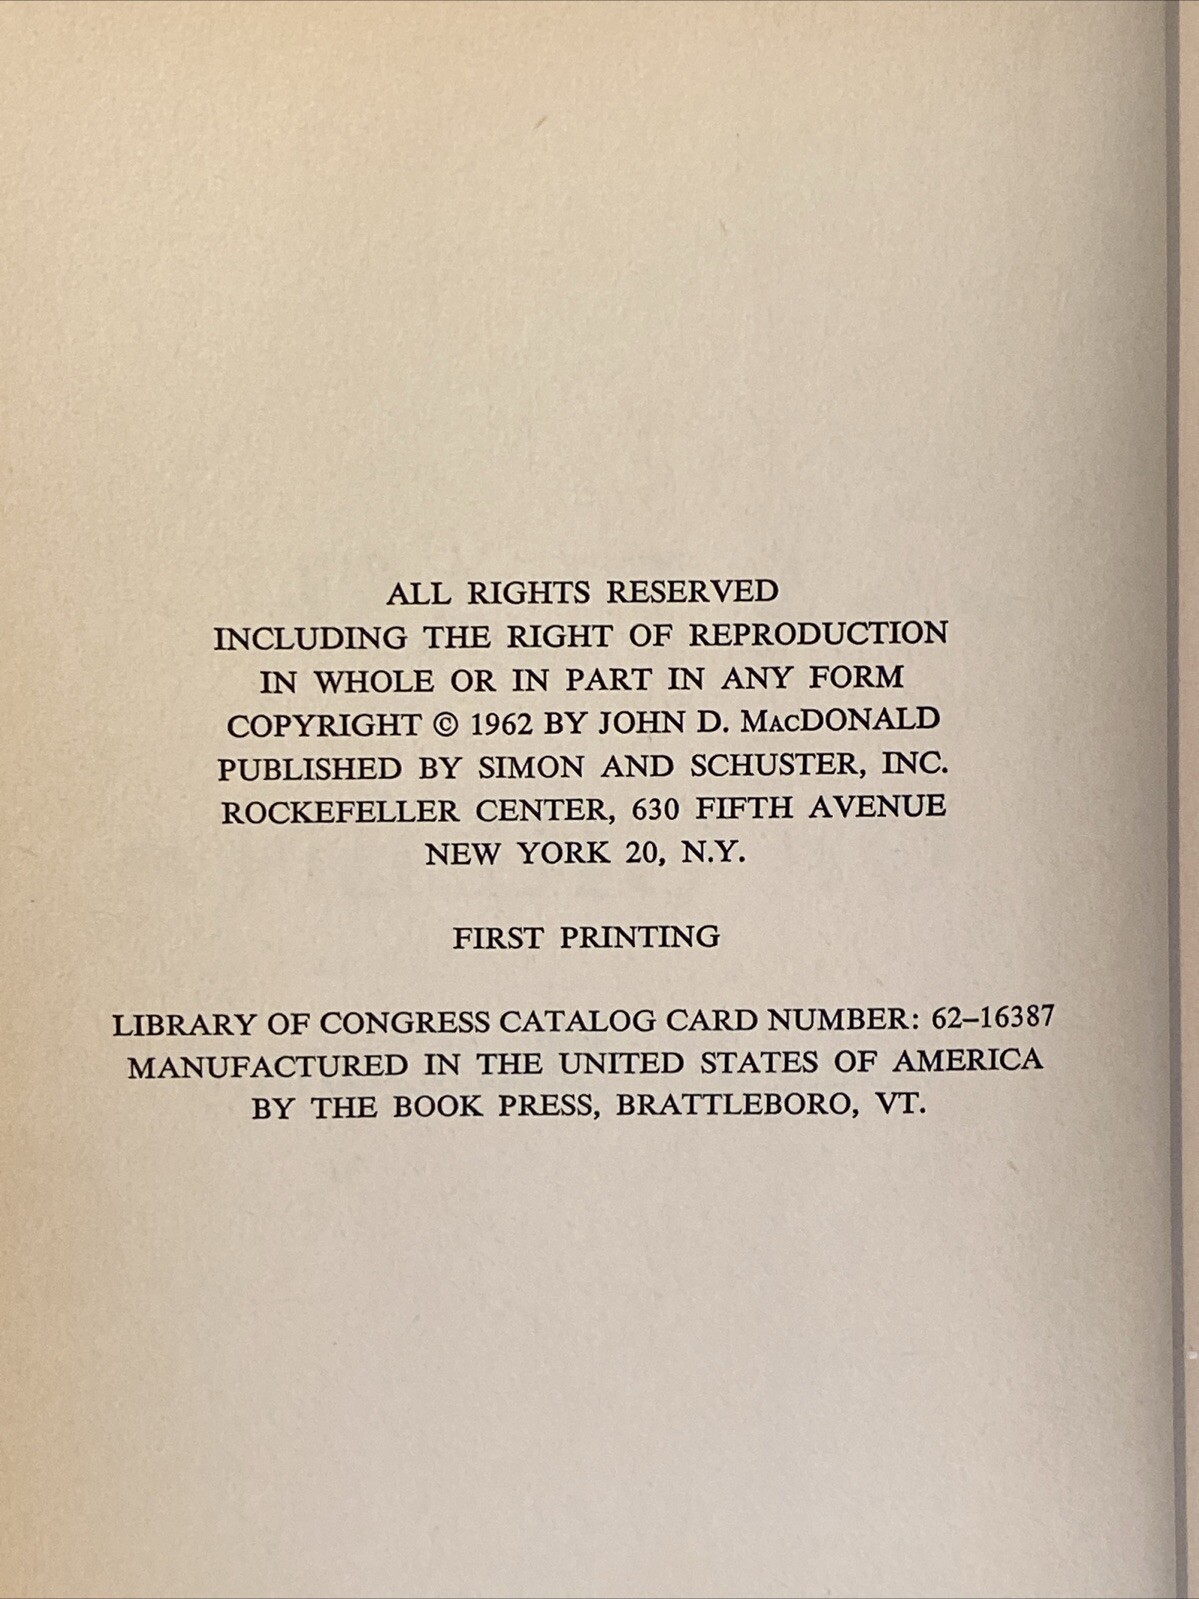 ALL RIGHTS RESERVED
INCLUDING THE RIGHT OF REPRODUCTION
IN WHOLE OR IN PART IN ANY FORM
COPYRIGHT © 1962 BY JOHN D. MacDONALD
PUBLISHED BY SIMON AND SCHUSTER, INC.
ROCKEFELLER CENTER, 630 FIFTH AVENUE
NEW YORK 20, N.Y.
FIRST PRINTING
LIBRARY OF CONGRESS CATALOG CARD NUMBER: 62–16387
MANUFACTURED IN THE UNITED STATES OF AMERICA
BY THE BOOK PRESS, BRATTLEBORO, VT.